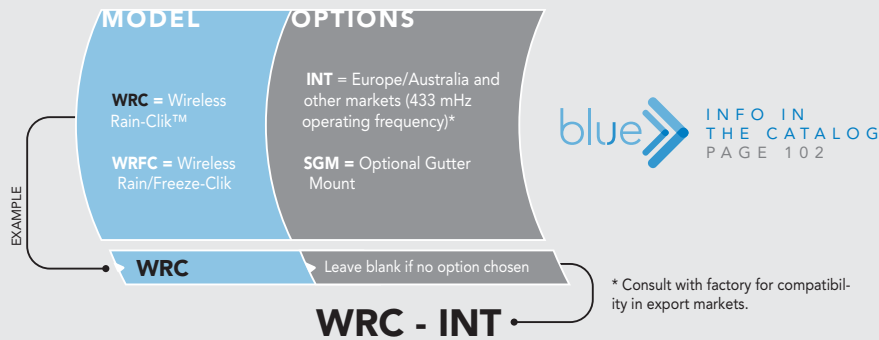 MODEL
OPTIONS
WRC = Wireless
Rain-Clik™
WRFC = Wireless
Rain/Freeze-Clik
INT = Europe/Australia and
other markets (433 mHz
operating frequency)*
SGM = Optional Gutter
Mount
blue
INFO IN
THE CATALOG
PAGE 102
EXAMPLE
WRC
Leave blank if no option chosen
WRC - INT
* Consult with factory for compatibil-
ity in export markets.